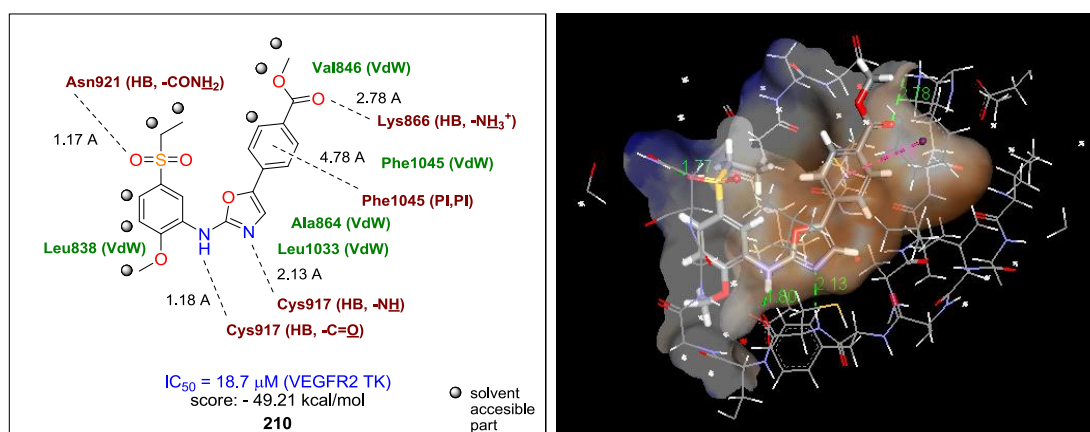 Val846 (VdW)
Asn921 (HB, -CONH2)
2.78 A
Lys866 (HB, -NH3+)
1.17 A
O
O
O S O
4.78 A
Phe1045 (VdW)
Phe1045 (PI,PI)
O
Ala864 (VdW)
Leu838 (VdW)
N
H
N
Leu1033 (VdW)
O
2.13 A
1.18 A
Cys917 (HB, -NH)
Cys917 (HB, -C=O)
IC50 = 18.7 μM (VEGFR2 TK)
score: - 49.21 kcal/mol
210
solvent
accesible
part
2.78
1.77
1.80
2.13